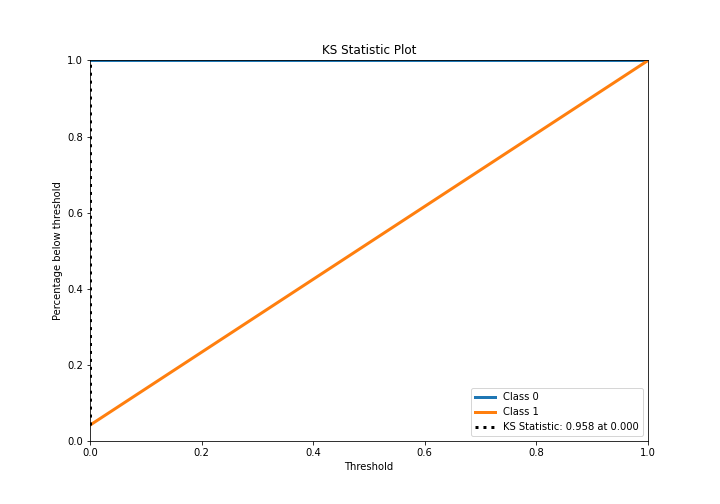 KS Statistic Plot
1.0
0.8
0.6
0.4
0.2
0.0
Percentage below threshold
0.0 0.2 0.4 0.6 0.8 1.0
Threshold
Class 0
Class 1
KS Statistic: 0.958 at 0.000